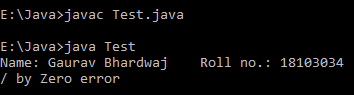 E:\Java>javac Test.java
E:\Java>java Test
Name: Gaurav Bhardwaj    Roll no.: 18103034
/ by Zero error